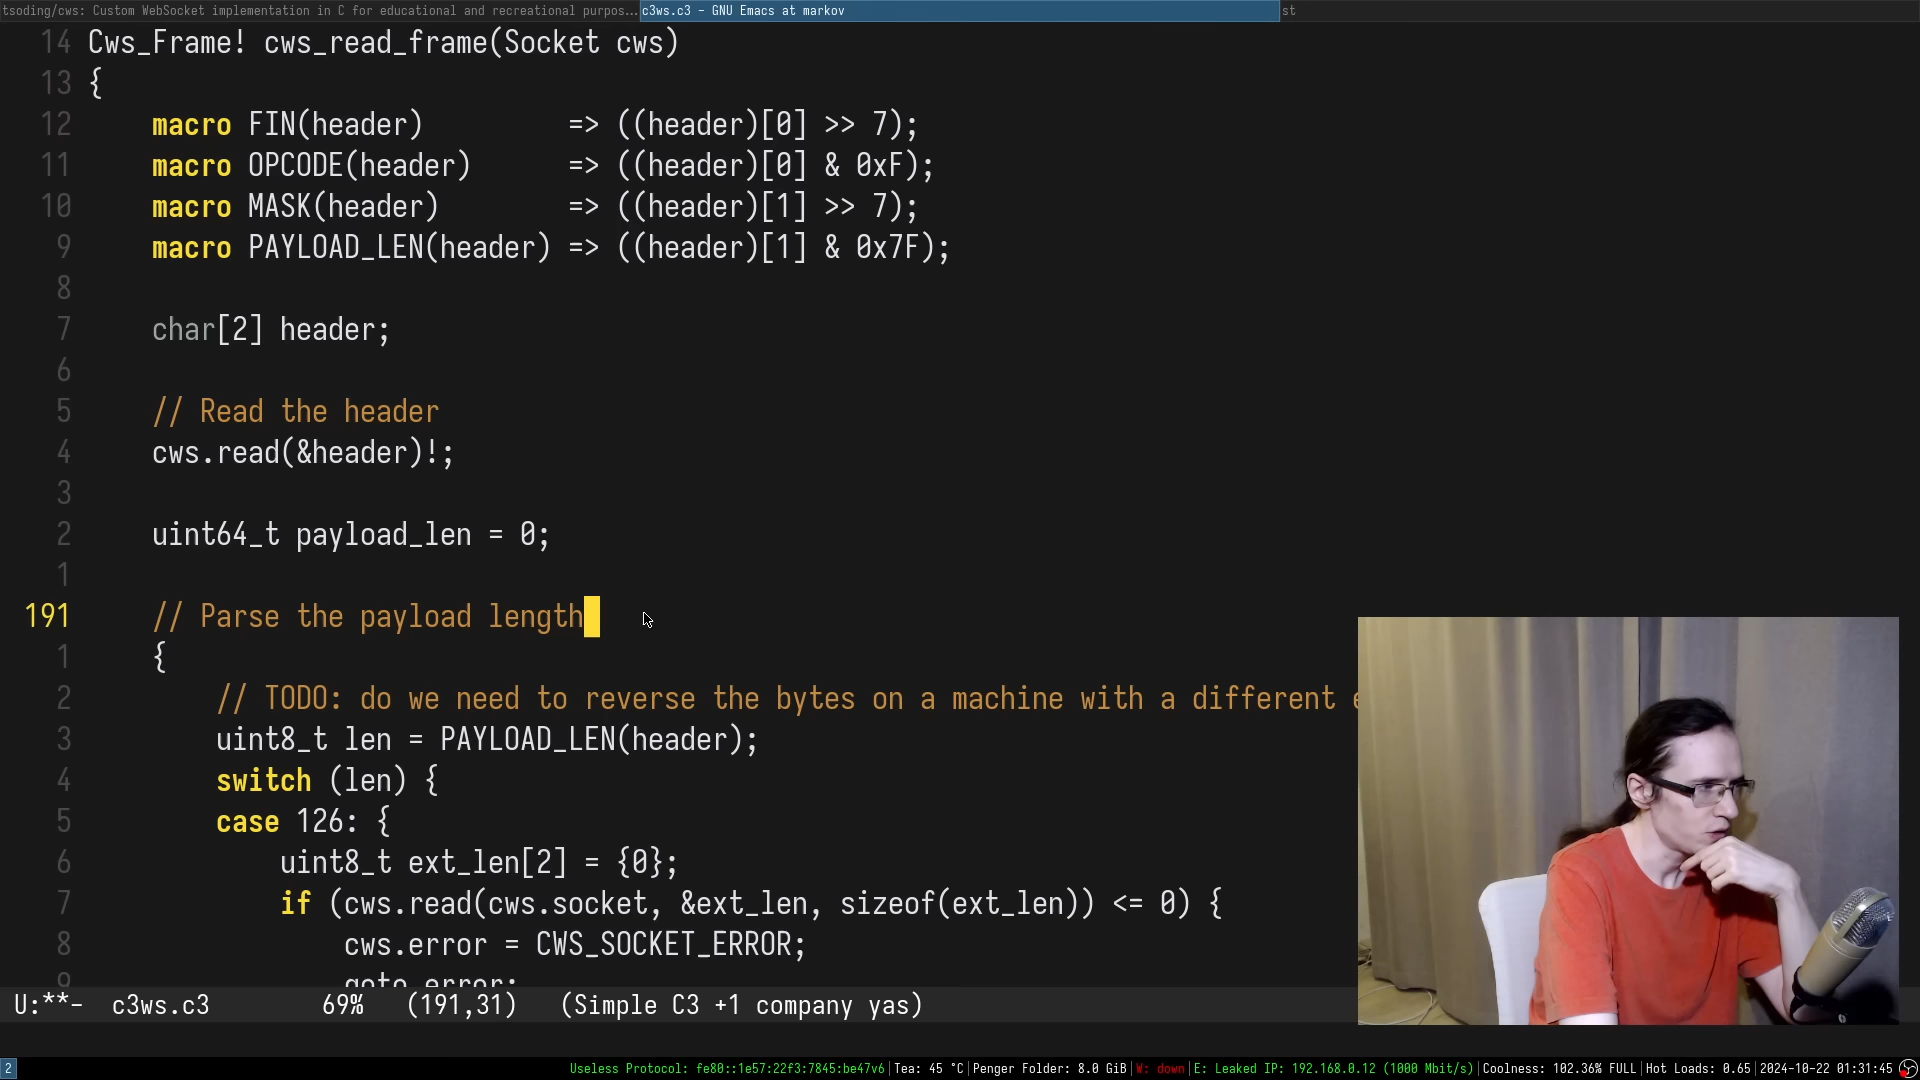 tsoding/cws: Custom WebSocket implementation in C for educational and recreational purpos...
c3ws.c3 - GNU Emacs at markov
st
14 Cws_Frame! cws_read_frame(Socket cws)
13 {
12 macro FIN(header) => ((header)[0] >> 7);
11 macro OPCODE(header) => ((header)[0] & 0xF);
10 macro MASK(header) => ((header)[1] >> 7);
9 macro PAYLOAD_LEN(header) => ((header)[1] & 0x7F);
8
7 char[2] header;
6
5 // Read the header
4 cws.read(&header)!;
3
2 uint64_t payload_len = 0;
1
191 // Parse the payload length
1 {
2 // TODO: do we need to reverse the bytes on a machine with a different
3 uint8_t len = PAYLOAD_LEN(header);
4 switch (len) {
5 case 126: {
6 uint8_t ext_len[2] = {0};
7 if (cws.read(cws.socket, &ext_len, sizeof(ext_len)) <= 0) {
8 cws.error = CWS_SOCKET_ERROR;
9 goto error;
U:**- c3ws.c3 69% (191,31) (Simple C3 +1 company yas)
2
Useless Protocol: fe80::1e57:22f3:7845:be47v6|Tea: 45 °C|Penger Folder: 8.0 GiB|W: down|E: Leaked IP: 192.168.0.12 (1000 Mbit/s)|Coolness: 102.36% FULL|Hot Loads: 0.65|2024-10-22 01:31:45